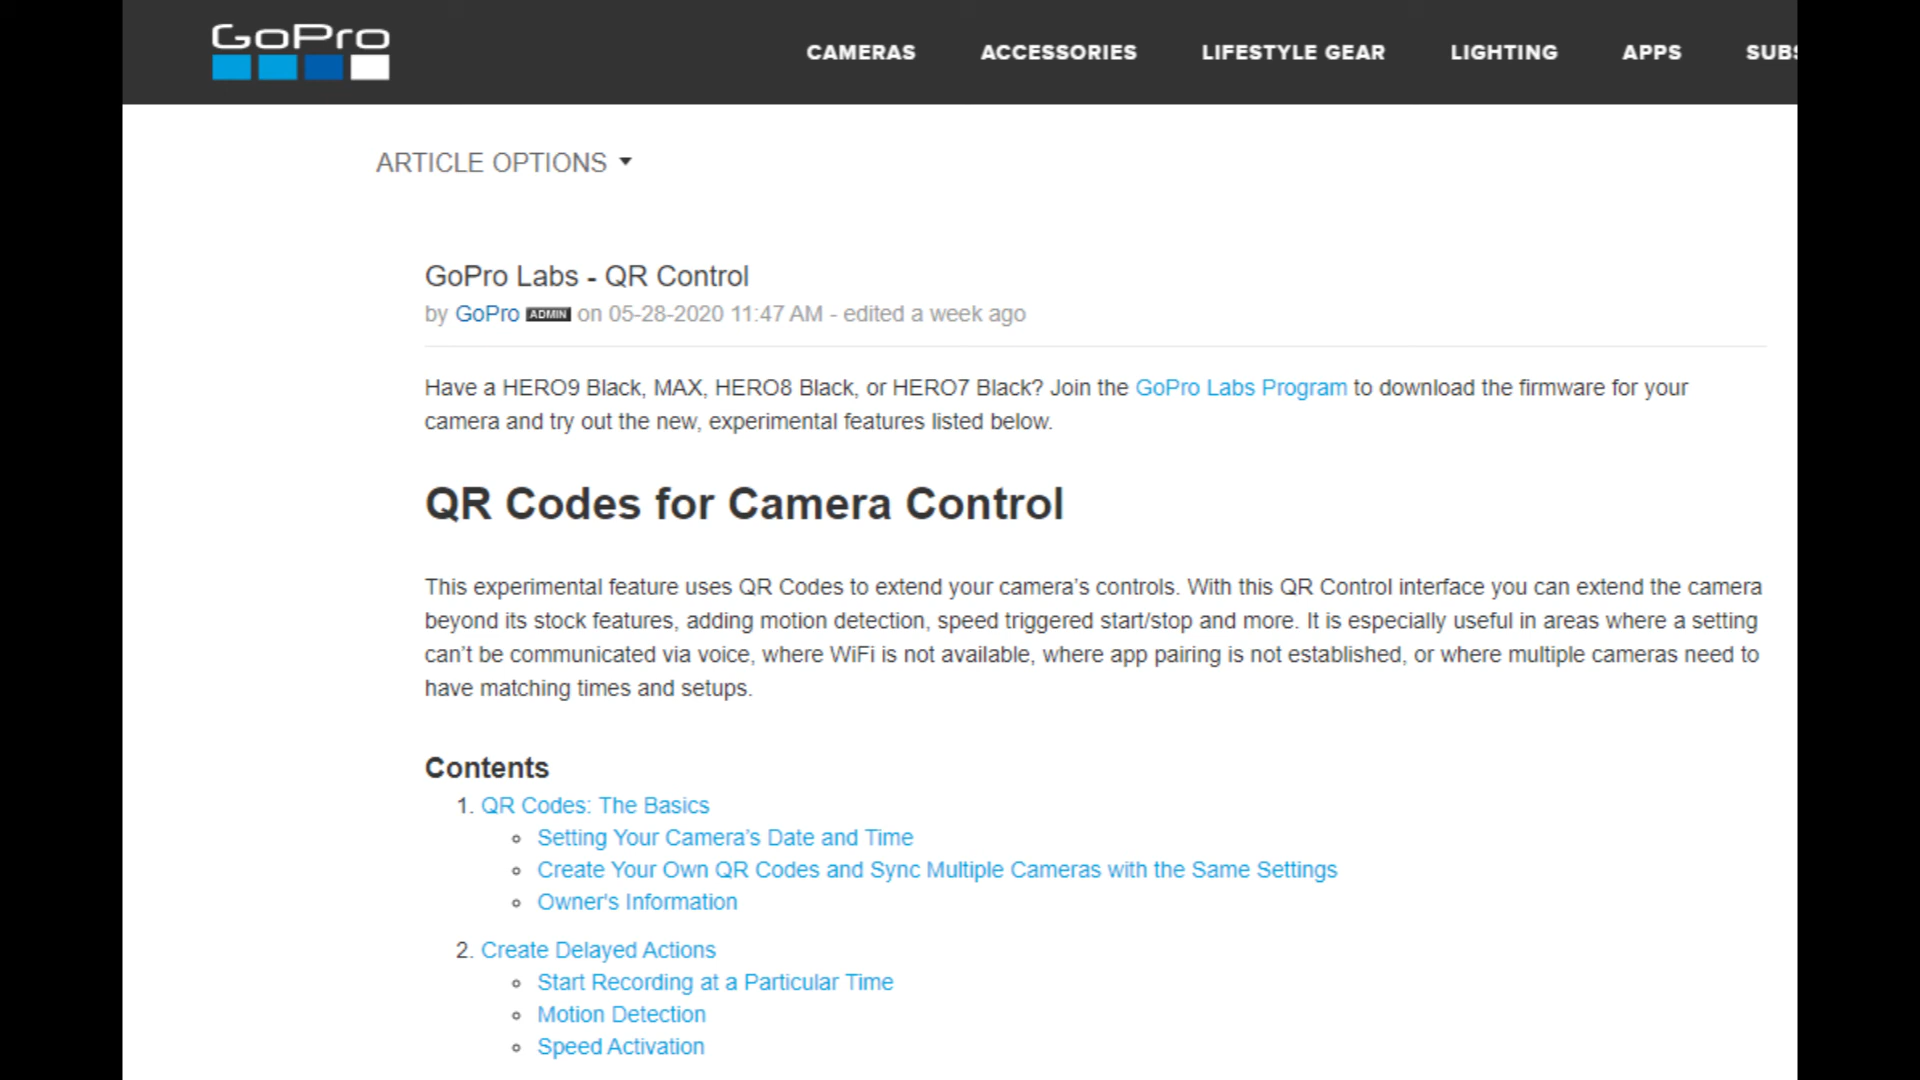 GoPro
CAMERAS ACCESSORIES LIFESTYLE GEAR LIGHTING APPS SUBS
ARTICLE OPTIONS
GoPro Labs - QR Control
by GoPro ADMIN on 05-28-2020 11:47 AM - edited a week ago
Have a HERO9 Black, MAX, HERO8 Black, or HERO7 Black? Join the GoPro Labs Program to download the firmware for your
camera and try out the new, experimental features listed below.
QR Codes for Camera Control
This experimental feature uses QR Codes to extend your camera's controls. With this QR Control interface you can extend the camera
beyond its stock features, adding motion detection, speed triggered start/stop and more. It is especially useful in areas where a setting
can't be communicated via voice, where WiFi is not available, where app pairing is not established, or where multiple cameras need to
have matching times and setups.
Contents
1. QR Codes: The Basics
Setting Your Camera's Date and Time
Create Your Own QR Codes and Sync Multiple Cameras with the Same Settings
Owner's Information
2. Create Delayed Actions
Start Recording at a Particular Time
Motion Detection
Speed Activation